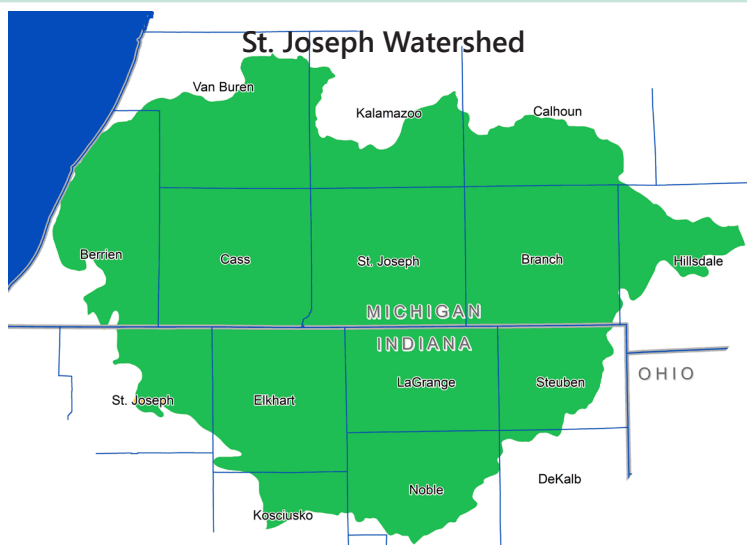 St. Joseph Watershed
Van Buren
Kalamazoo
Calhoun
Berrien
Cass
St. Joseph
Branch
Hillsdale
MICHIGAN
INDIANA
OHIO
St. Joseph
Elkhart
LaGrange
Steuben
DeKalb
Noble
Kosciusko